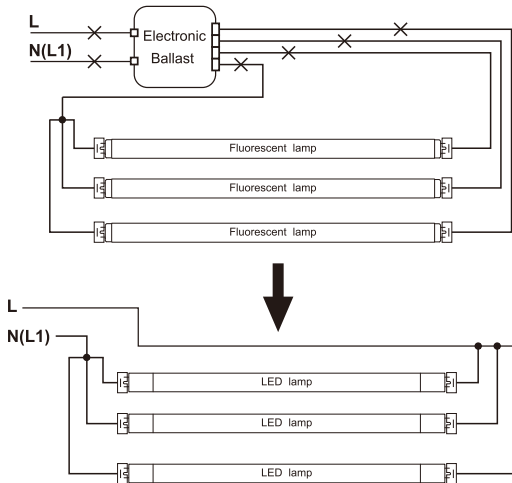 L
N(L1)
Electronic
Ballast
Fluorescent lamp
Fluorescent lamp
Fluorescent lamp
L
N(L1)
LED lamp
LED lamp
LED lamp